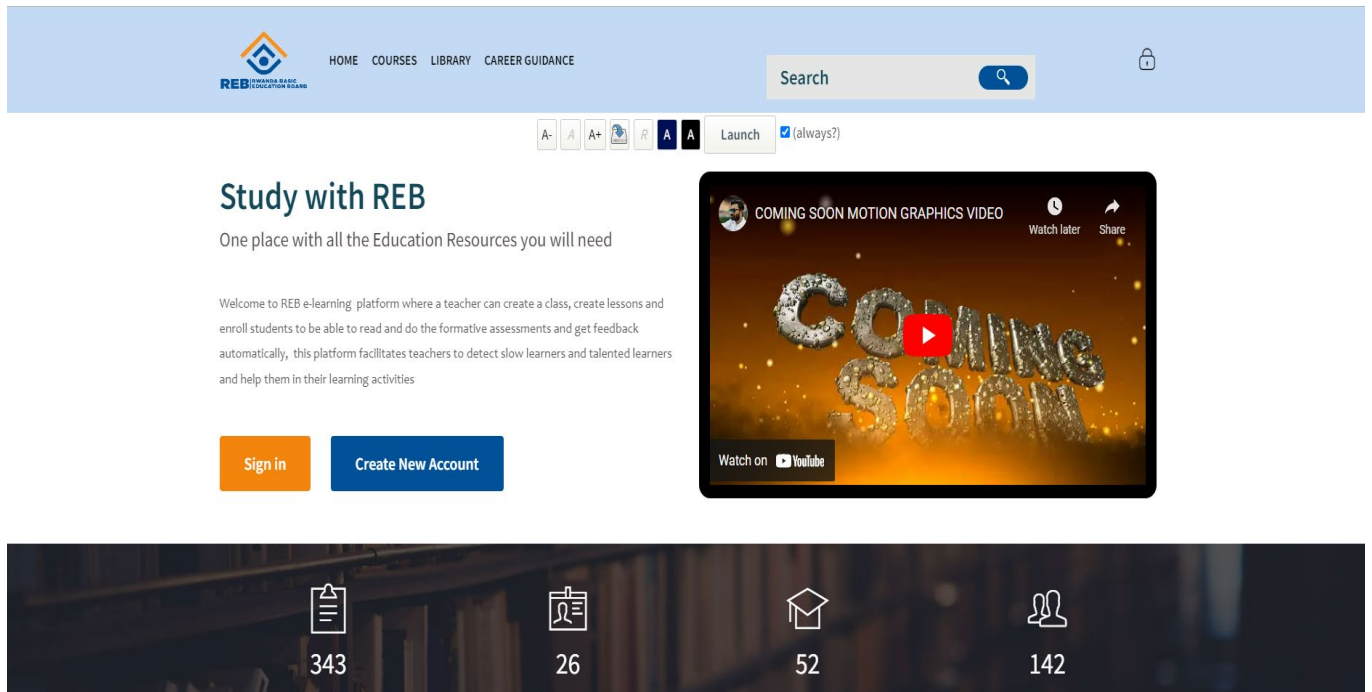 REB RWANDA BASIC EDUCATION BOARD
HOME COURSES LIBRARY CAREER GUIDANCE
Search
A- A A+ R A A Launch (always?)
Study with REB
One place with all the Education Resources you will need
Welcome to REB e-learning platform where a teacher can create a class, create lessons and
enroll students to be able to read and do the formative assessments and get feedback
automatically, this platform facilitates teachers to detect slow learners and talented learners
and help them in their learning activities
Sign in Create New Account
COMING SOON MOTION GRAPHICS VIDEO
Watch later Share
COMING
SOON
Watch on YouTube
343 26 52 142